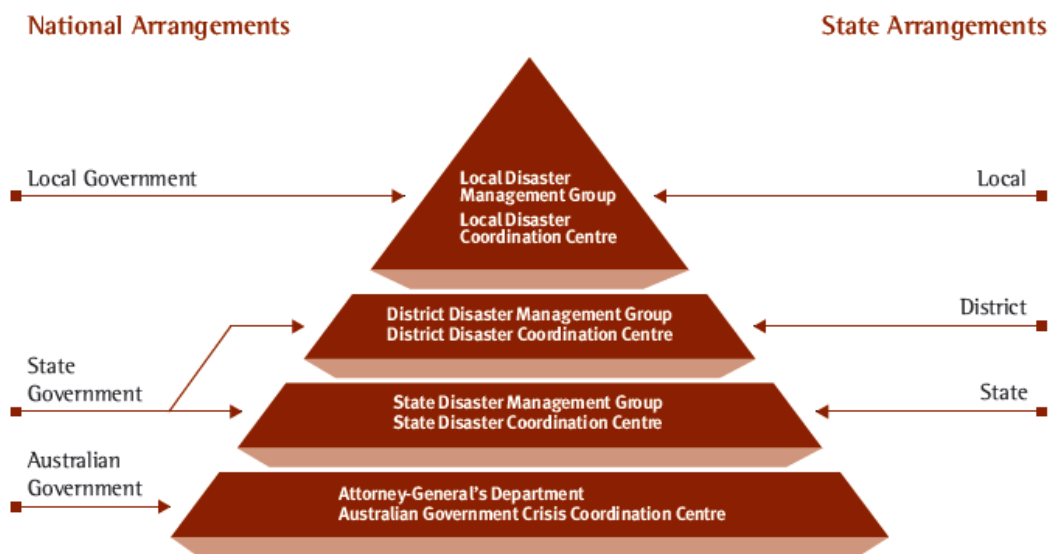 National Arrangements
State Arrangements
Local Government
Local Disaster
Management Group
Local Disaster
Coordination Centre
Local
District Disaster Management Group
District Disaster Coordination Centre
District
State
Government
State Disaster Management Group
State Disaster Coordination Centre
State
Australian
Government
Attorney-General's Department
Australian Government Crisis Coordination Centre